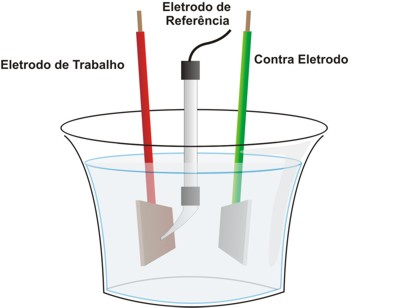 Eletrodo de
Referência
Eletrodo de Trabalho
Contra Eletrodo